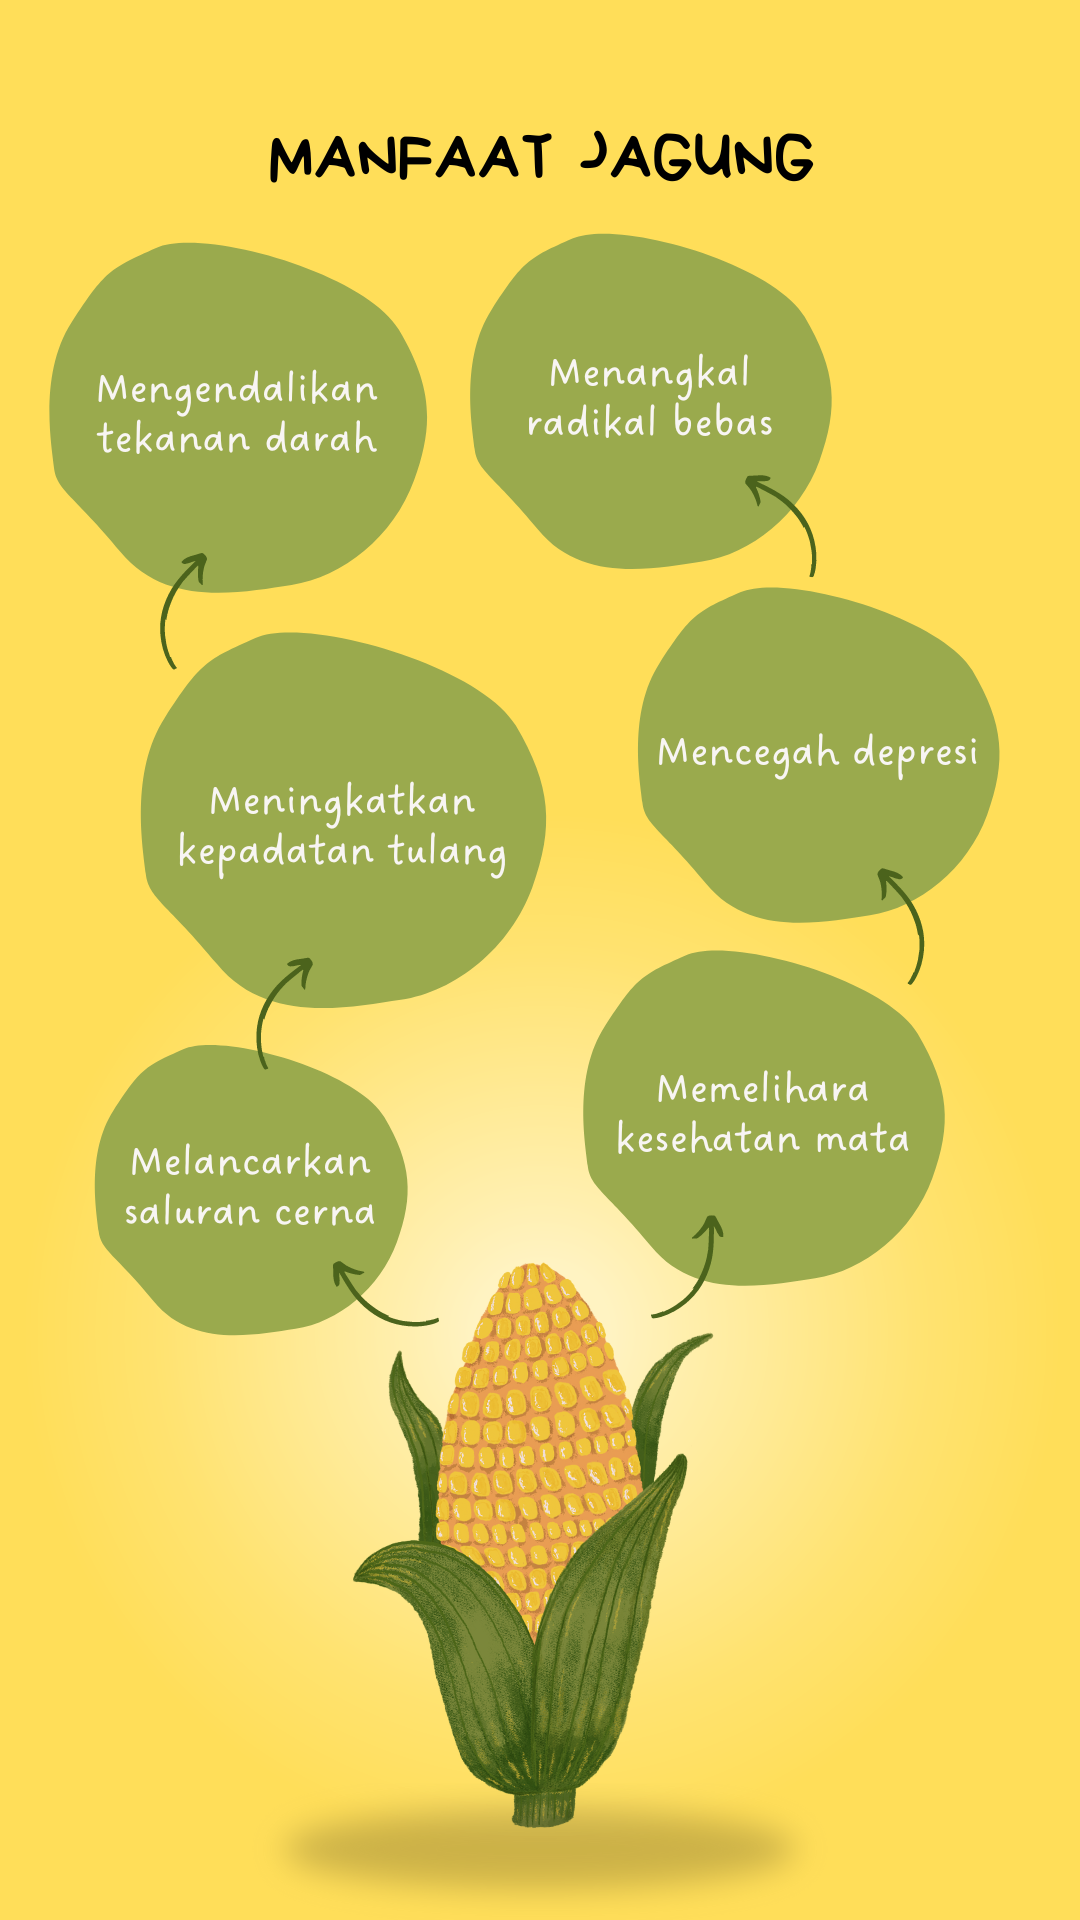 MANFAAT JAGUNG
Mengendalikan
tekanan darah
Menangkal
radikal bebas
Meningkatkan
kepadatan tulang
Mencegah depresi
Melancarkan
saluran cerna
Memelihara
kesehatan mata